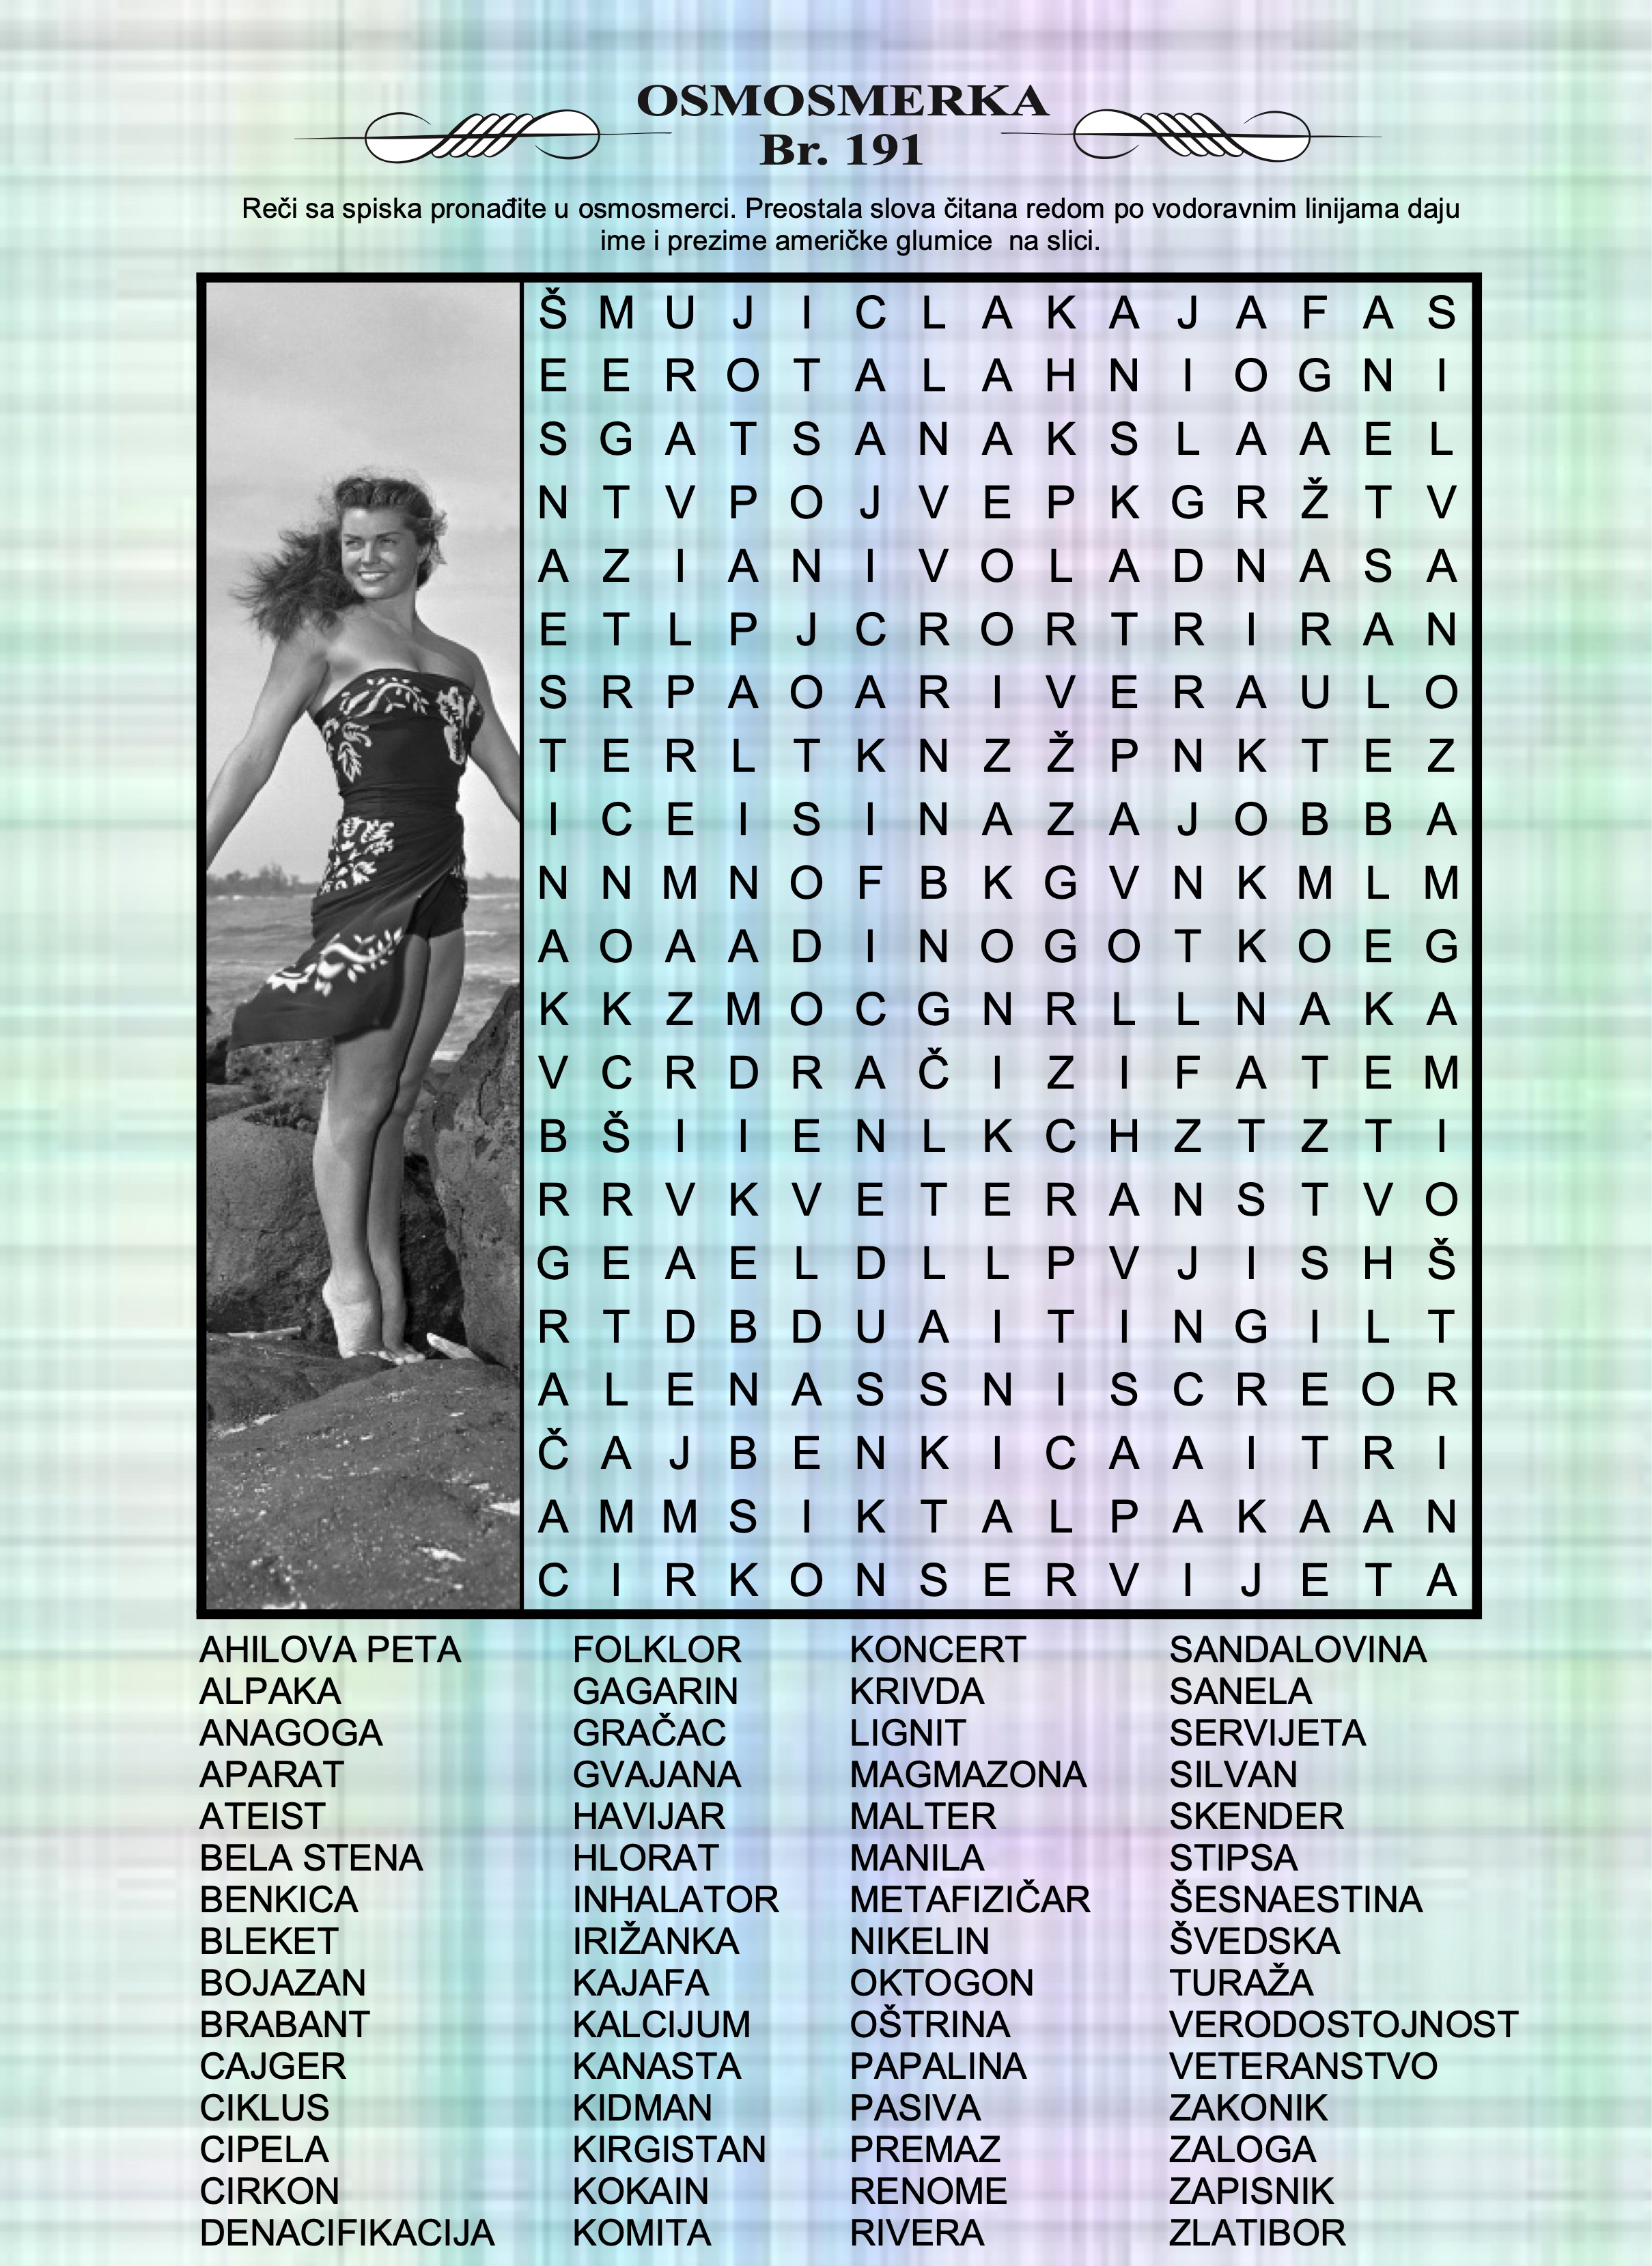 OSMOSMERKA
Br. 191
Reči sa spiska pronađite u osmosmerci. Preostala slova čitana redom po vodoravnim linijama daju
ime i prezime američke glumice na slici.
Š M U J I C L A K A J A F A S
E E R O T A L A H N I O G N I
S G A T S A N A K S L A A E L
N T V P O J V E P K G R Ž T V
A Z I A N I V O L A D N A S A
E T L P J C R O R T R I R A N
S R P A O A R I V E R A U L O
T E R L T K N Z Ž P N K T E Z
I C E I S I N A Z A J O B B A
N N M N O F B K G V N K M L M
A O A A D I N O G O T K O E G
K K Z M O C G N R L L N A K A
V C R D R A Č I Z I F A T E M
B Š I I E N L K C H Z T Z T I
R R V K V E T E R A N S T V O
G E A E L D L L P V J I S H Š
R T D B D U A I T I N G I L T
A L E N A S S N I S C R E O R
Č A J B E N K I C A A I T R I
A M M S I K T A L P A K A A N
C I R K O N S E R V I J E T A
AHILOVA PETA FOLKLOR KONCERT SANDALOVINA
ALPAKA GAGARIN KRIVDA SANELA
ANAGOGA GRAČAC LIGNIT SERVIJETA
APARAT GVAJANA MAGMAZONA SILVAN
ATEIST HAVIJAR MALTER SKENDER
BELA STENA HLORAT MANILA STIPSA
BENKICA INHALATOR METAFIZIČAR ŠESNAESTINA
BLEKET IRIŽANKA NIKELIN ŠVEDSKA
BOJAZAN KAJAFA OKTOGON TURAŽA
BRABANT KALCIJUM OŠTRINA VERODOSTOJNOST
CAJGER KANASTA PAPALINA VETERANSTVO
CIKLUS KIDMAN PASIVA ZAKONIK
CIPELA KIRGISTAN PREMAZ ZALOGA
CIRKON KOKAIN RENOME ZAPISNIK
DENACIFIKACIJA KOMITA RIVERA ZLATIBOR